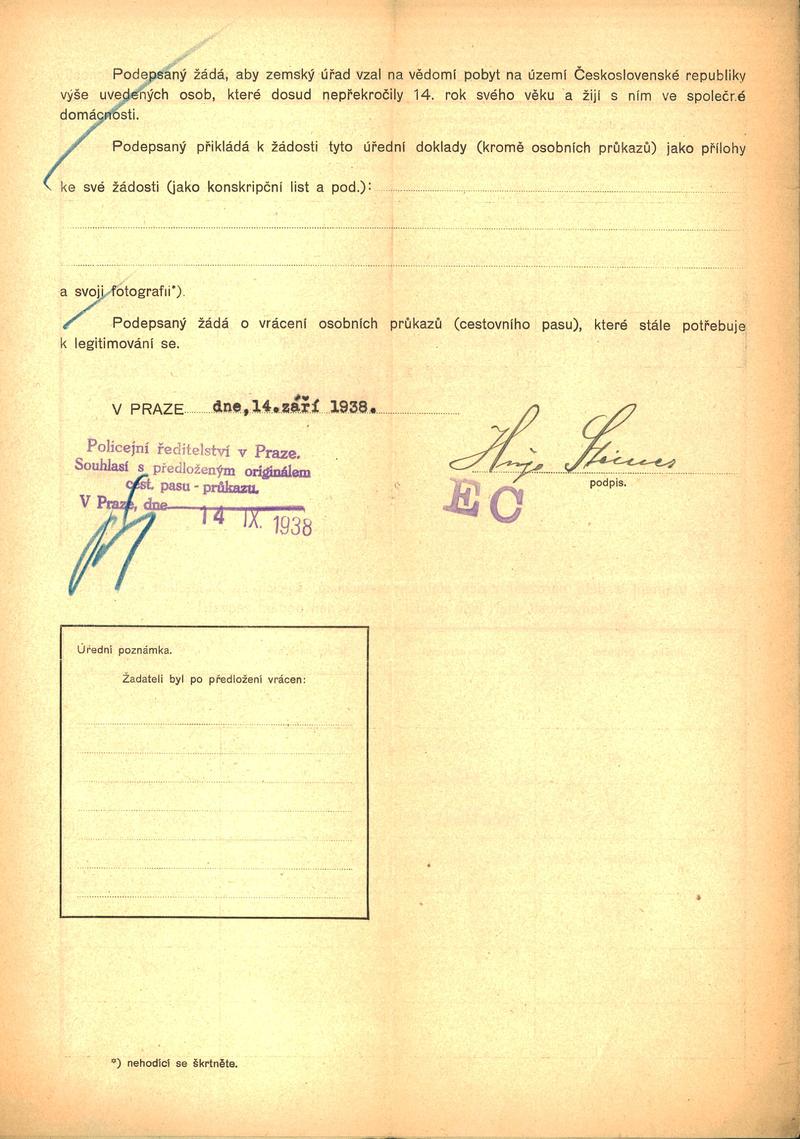 Podepsaný žádá, aby zemský úřad vzal na vědomí pobyt na území Československé republiky
výše uvedených osob, které dosud nepřekročily 14. rok svého věku a žijí s ním ve společné
domácnosti.
Podepsaný přikládá k žádosti tyto úřední doklady (kromě osobních průkazů) jako přílohy
ke své žádosti (jako konskripční list a pod.):
a svoji fotografii*).
Podepsaný žádá o vrácení osobních průkazů (cestovního pasu), které stále potřebuje
k legitimování se.
V PRAZE dne,14.září 1938.
Policejní ředitelství v Praze.
Souhlasí s předloženým originálem
cest. pasu - průkazu.
V Praze, dne
14 IX. 1938
Hugo Steiner
podpis.
EC
Úřední poznámka.
Žadateli byl po předložení vrácen:
*) nehodící se škrtněte.